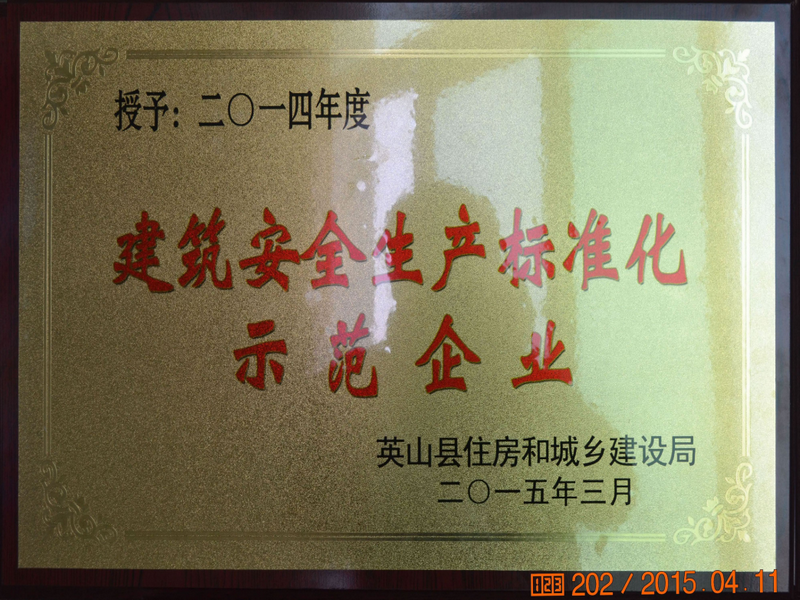 授予：二〇一四年度
建筑安全生产标准化
示范企业
英山县住房和城乡建设局
二〇一五年三月
123 202 / 2015.04.11